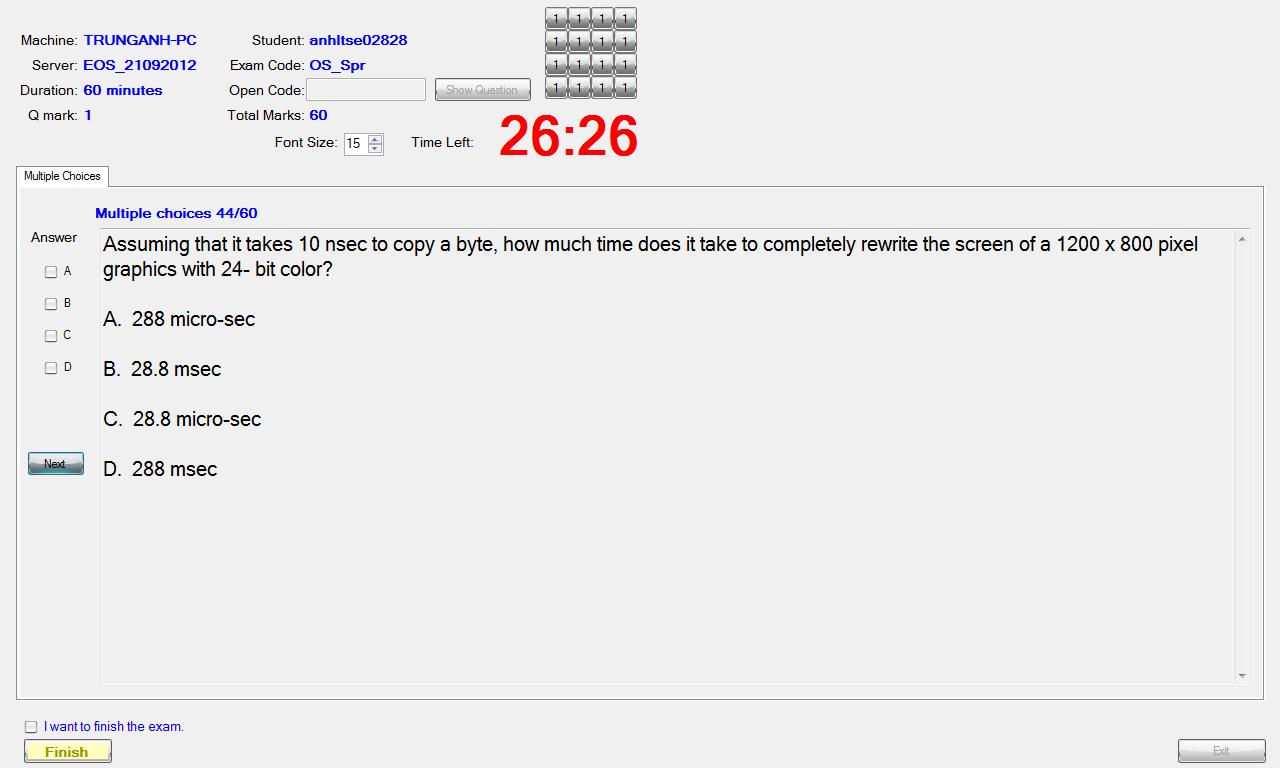 Machine: TRUNGANH-PC Student: anhltse02828
Server: EOS_21092012 Exam Code: OS_Spr
Duration: 60 minutes Open Code: Show Question
Q mark: 1 Total Marks: 60
Font Size: 15 Time Left: 26:26
1 1 1 1
1 1 1 1
1 1 1 1
1 1 1 1
Multiple Choices
Multiple choices 44/60
Answer
A
B
C
D
Next
Assuming that it takes 10 nsec to copy a byte, how much time does it take to completely rewrite the screen of a 1200 x 800 pixel
graphics with 24- bit color?
A. 288 micro-sec
B. 28.8 msec
C. 28.8 micro-sec
D. 288 msec
I want to finish the exam.
Finish
Exit